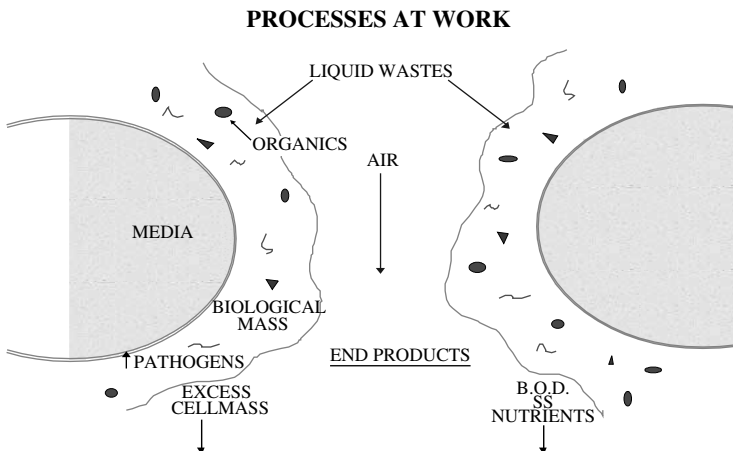 PROCESSES AT WORK
LIQUID WASTES
ORGANICS
AIR
MEDIA
BIOLOGICAL
MASS
PATHOGENS
END PRODUCTS
EXCESS
CELLMASS
B.O.D.
SS
NUTRIENTS